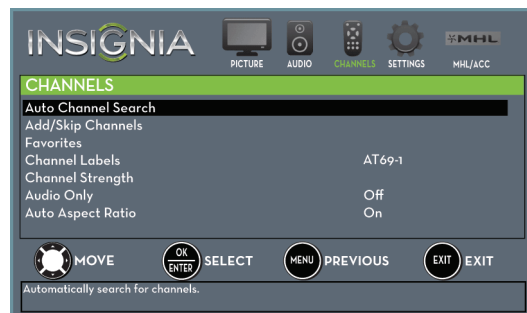 INSIGNIA
PICTURE AUDIO CHANNELS SETTINGS MHL MHL/ACC
CHANNELS
Auto Channel Search
Add/Skip Channels
Favorites
Channel Labels AT69-1
Channel Strength
Audio Only Off
Auto Aspect Ratio On
MOVE OK ENTER SELECT MENU PREVIOUS EXIT EXIT
Automatically search for channels.